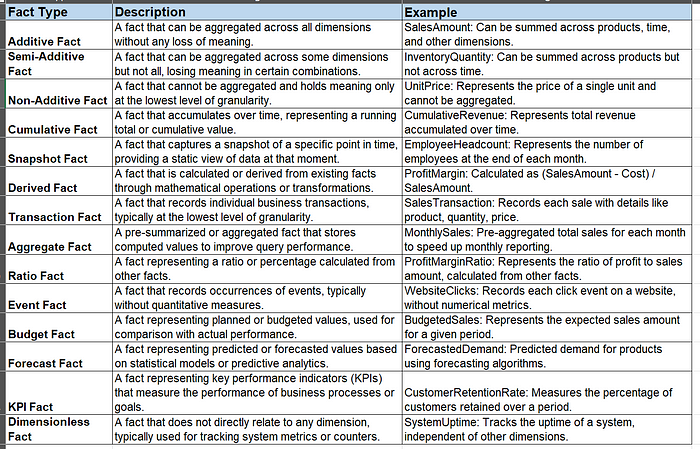 Fact Type Description Example
Additive Fact A fact that can be aggregated across all dimensions SalesAmount: Can be summed across products, time,
without any loss of meaning. and other dimensions.
Semi-Additive A fact that can be aggregated across some dimensions InventoryQuantity: Can be summed across products but
Fact but not all, losing meaning in certain combinations. not across time.
A fact that cannot be aggregated and holds meaning only UnitPrice: Represents the price of a single unit and
Non-Additive Fact at the lowest level of granularity. cannot be aggregated.
A fact that accumulates over time, representing a running CumulativeRevenue: Represents total revenue
Cumulative Fact total or cumulative value. accumulated over time.
A fact that captures a snapshot of a specific point in time, EmployeeHeadcount: Represents the number of
Snapshot Fact providing a static view of data at that moment. employees at the end of each month.
A fact that is calculated or derived from existing facts ProfitMargin: Calculated as (SalesAmount - Cost) /
Derived Fact through mathematical operations or transformations. SalesAmount.
A fact that records individual business transactions, SalesTransaction: Records each sale with details like
Transaction Fact typically at the lowest level of granularity. product, quantity, price.
A pre-summarized or aggregated fact that stores MonthlySales: Pre-aggregated total sales for each month
Aggregate Fact computed values to improve query performance. to speed up monthly reporting.
A fact representing a ratio or percentage calculated from ProfitMarginRatio: Represents the ratio of profit to sales
Ratio Fact other facts. amount, calculated from other facts.
A fact that records occurrences of events, typically WebsiteClicks: Records each click event on a website,
Event Fact without quantitative measures. without numerical metrics.
A fact representing planned or budgeted values, used for BudgetedSales: Represents the expected sales amount
Budget Fact comparison with actual performance. for a given period.
A fact representing predicted or forecasted values based ForecastedDemand: Predicted demand for products
Forecast Fact on statistical models or predictive analytics. using forecasting algorithms.
A fact representing key performance indicators (KPIs)
that measure the performance of business processes or CustomerRetentionRate: Measures the percentage of
KPI Fact goals. customers retained over a period.
Dimensionless A fact that does not directly relate to any dimension, SystemUptime: Tracks the uptime of a system,
Fact typically used for tracking system metrics or counters. independent of other dimensions.